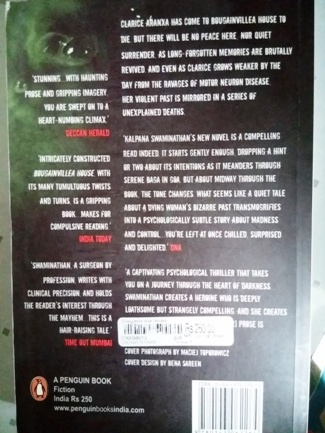 CLARICE ARANXA HAS COME TO BOUGAINVILLEA HOUSE TO
DIE. BUT THERE WILL BE NO PEACE HERE, NOR QUIET
SURRENDER, AS LONG-FORGOTTEN MEMORIES ARE BRUTALLY
REVIVED. AND EVEN AS CLARICE GROWS WEAKER BY THE
DAY FROM THE RAVAGES OF MOTOR NEURON DISEASE,
HER VIOLENT PAST IS MIRRORED IN A SERIES OF
UNEXPLAINED DEATHS.
'STUNNING. WITH HAUNTING
PROSE AND GRIPPING IMAGERY,
YOU ARE SWEPT ON TO A
HEART-NUMBING CLIMAX.'
DECCAN HERALD
'INTRICATELY CONSTRUCTED
BOUGAINVILLEA HOUSE WITH
ITS MANY TUMULTUOUS TWISTS
AND TURNS, IS A GRIPPING
BOOK. MAKES FOR
COMPULSIVE READING.'
INDIA TODAY
'SWAMINATHAN, A SURGEON BY
PROFESSION, WRITES WITH
CLINICAL PRECISION, AND HOLDS
THE READER'S INTEREST THROUGH
THE MAYHEM. THIS IS A
HAIR-RAISING TALE.'
TIME OUT MUMBAI
'KALPANA SWAMINATHAN'S NEW NOVEL IS A COMPELLING
READ INDEED. IT STARTS GENTLY ENOUGH, DROPPING A HINT
OR TWO ABOUT ITS INTENTIONS AS IT MEANDERS THROUGH
SERENE BAGA IN GOA. BUT ABOUT MIDWAY THROUGH THE
BOOK, THE TONE CHANGES. WHAT SEEMS LIKE A QUIET TALE
ABOUT A DYING WOMAN'S BIZARRE PAST TRANSMOGRIFIES
INTO A PSYCHOLOGICALLY SUBTLE STORY ABOUT MADNESS
AND CONTROL. YOU'RE LEFT AT ONCE CHILLED, SURPRISED
AND DELIGHTED.' DNA
'A CAPTIVATING PSYCHOLOGICAL THRILLER THAT TAKES
YOU ON A JOURNEY THROUGH THE HEART OF DARKNESS.
SWAMINATHAN CREATES A HEROINE WHO IS DEEPLY
LOATHSOME BUT STRANGELY COMPELLING, AND SHE CREATES
PROSE IS
Rs 250.00
COVER PHOTOGRAPH BY MACIEJ TOPOROWICZ
COVER DESIGN BY BENA SAREEN
A PENGUIN BOOK
Fiction
India Rs 250
www.penguinbooksindia.com